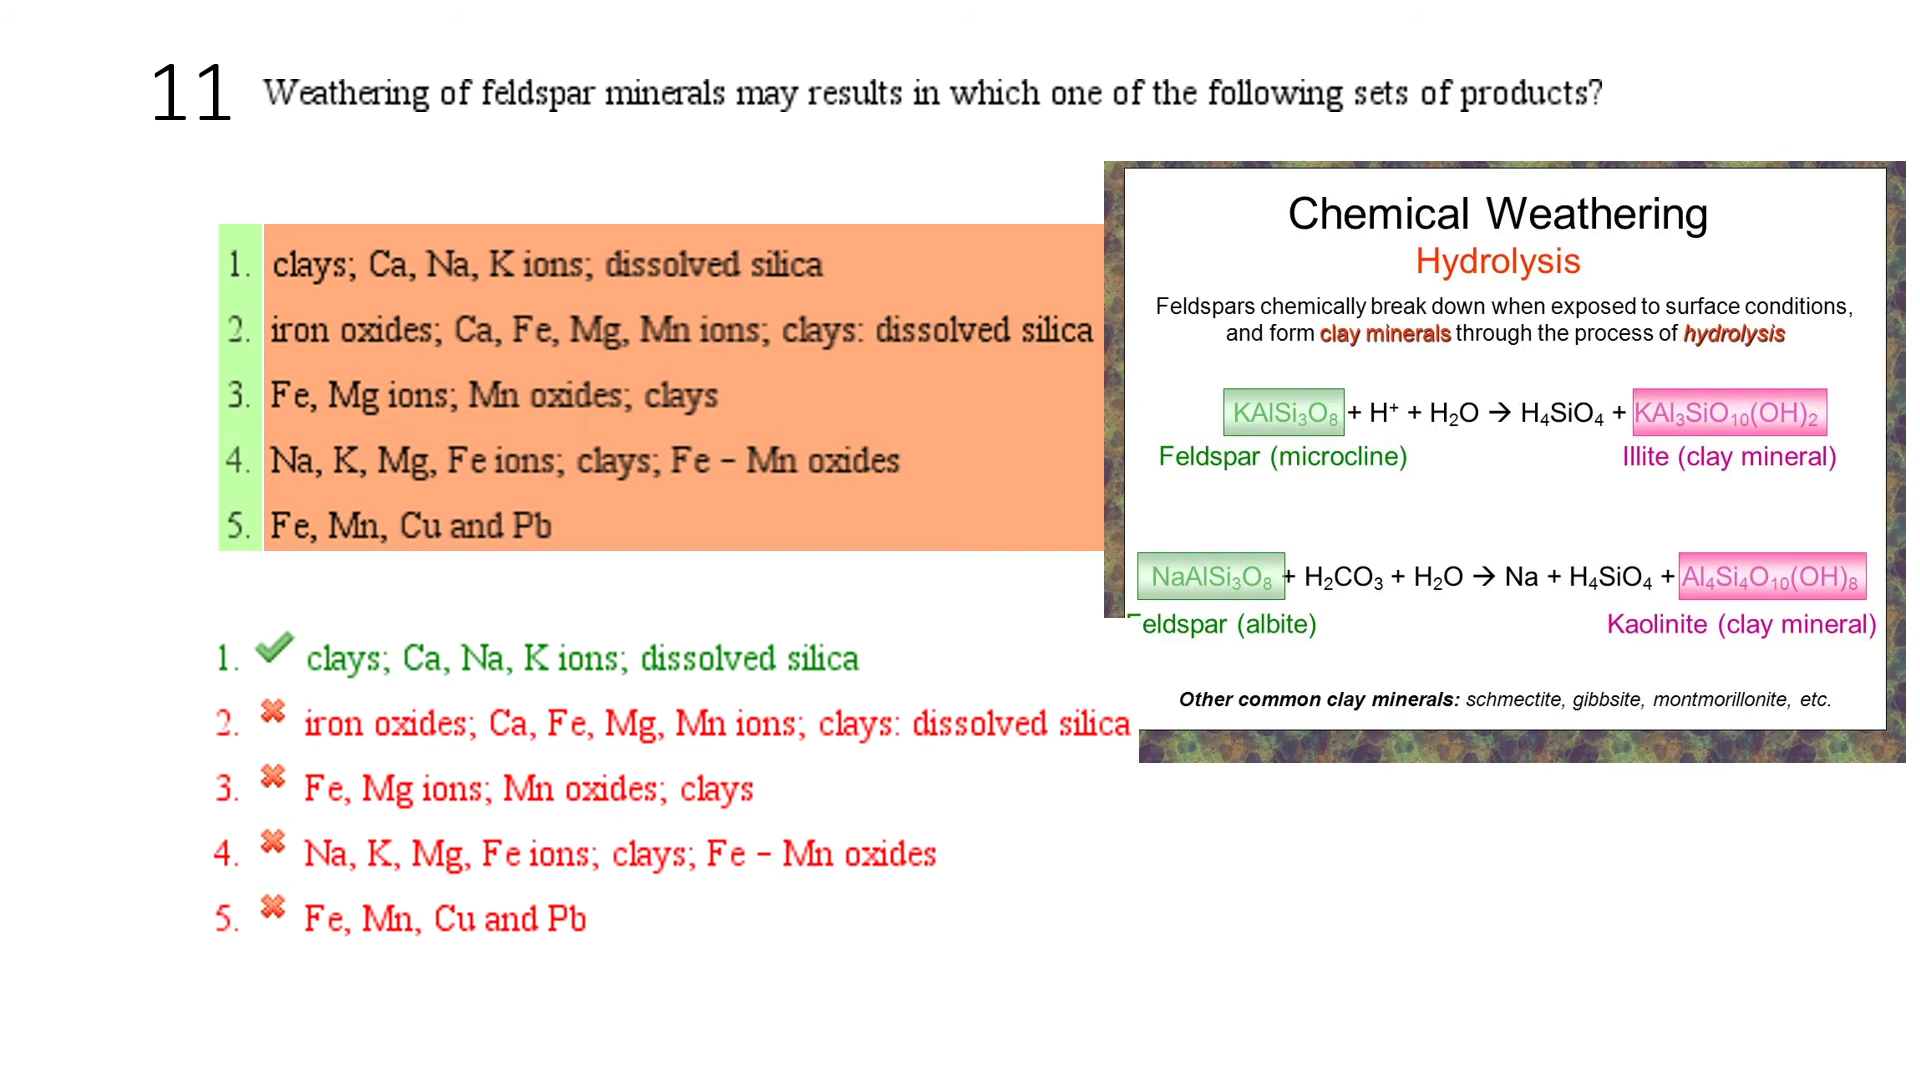 11 Weathering of feldspar minerals may results in which one of the following sets of products?
1. clays; Ca, Na, K ions; dissolved silica
2. iron oxides; Ca, Fe, Mg, Mn ions; clays: dissolved silica
3. Fe, Mg ions; Mn oxides; clays
4. Na, K, Mg, Fe ions; clays; Fe - Mn oxides
5. Fe, Mn, Cu and Pb
Chemical Weathering
Hydrolysis
Feldspars chemically break down when exposed to surface conditions,
and form clay minerals through the process of hydrolysis
KAlSi₃O₈ + H⁺ + H₂O → H₄SiO₄ + KAl₃SiO₁₀(OH)₂
Feldspar (microcline) Illite (clay mineral)
NaAlSi₃O₈ + H₂CO₃ + H₂O → Na + H₄SiO₄ + Al₄Si₄O₁₀(OH)₈
Feldspar (albite) Kaolinite (clay mineral)
Other common clay minerals: schmectite, gibbsite, montmorillonite, etc.
1. clays; Ca, Na, K ions; dissolved silica
2. iron oxides; Ca, Fe, Mg, Mn ions; clays: dissolved silica
3. Fe, Mg ions; Mn oxides; clays
4. Na, K, Mg, Fe ions; clays; Fe - Mn oxides
5. Fe, Mn, Cu and Pb